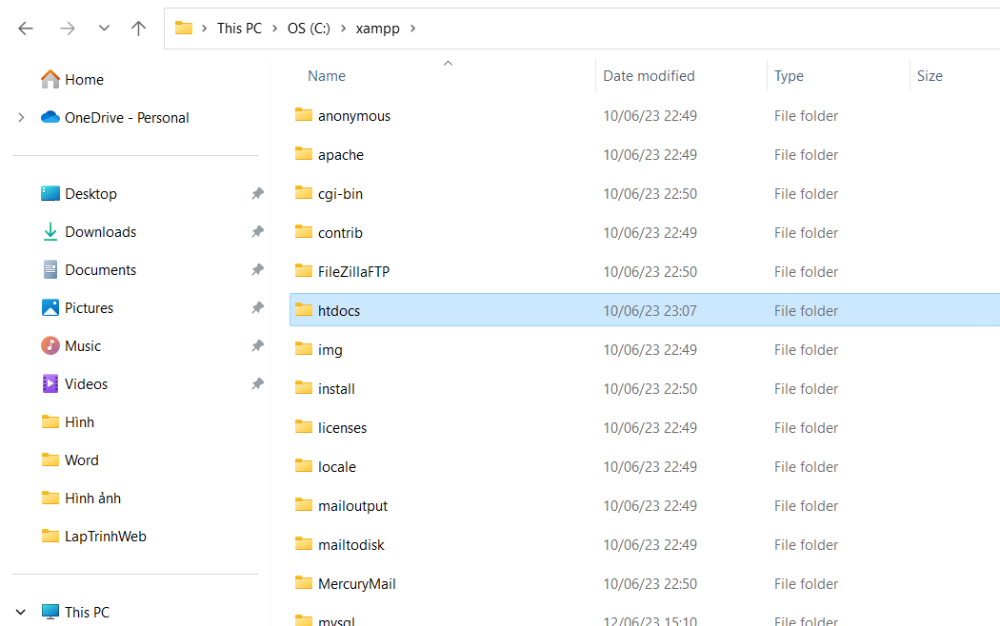 This PC > OS (C:) > xampp >
Home
OneDrive - Personal
Desktop
Downloads
Documents
Pictures
Music
Videos
Hình
Word
Hình ảnh
LapTrinhWeb
This PC
Name Date modified Type Size
anonymous 10/06/23 22:49 File folder
apache 10/06/23 22:49 File folder
cgi-bin 10/06/23 22:50 File folder
contrib 10/06/23 22:49 File folder
FileZillaFTP 10/06/23 22:50 File folder
htdocs 10/06/23 23:07 File folder
img 10/06/23 22:49 File folder
install 10/06/23 22:50 File folder
licenses 10/06/23 22:49 File folder
locale 10/06/23 22:49 File folder
mailoutput 10/06/23 22:49 File folder
mailtodisk 10/06/23 22:49 File folder
MercuryMail 10/06/23 22:50 File folder
mysql 12/06/23 15:10 File folder